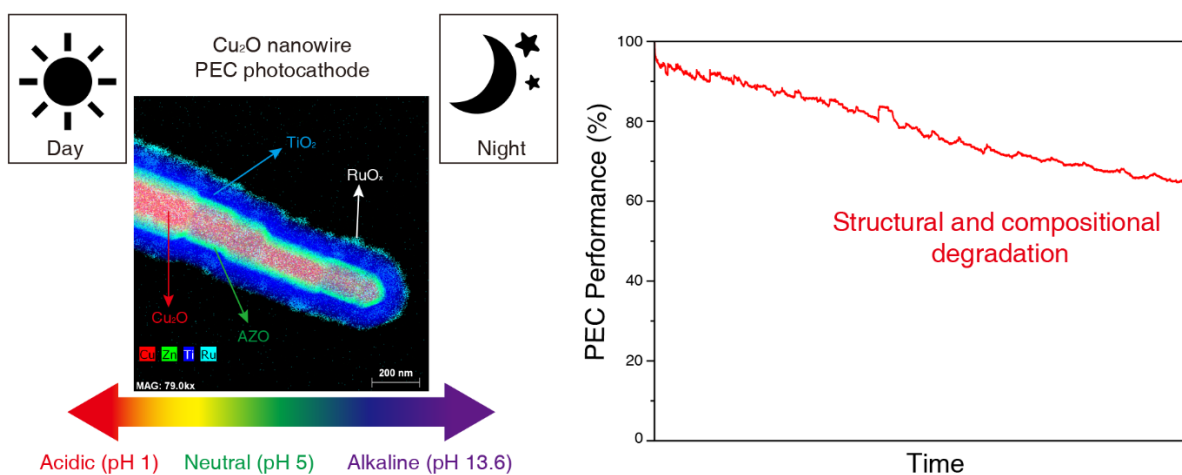 Day
Cu₂O nanowire
PEC photocathode
Night
TiO₂
RuOₓ
Cu₂O
AZO
Cu Zn Ti Ru
MAG: 79.0kx
200 nm
Acidic (pH 1) Neutral (pH 5) Alkaline (pH 13.6)
PEC Performance (%)
100
80
60
40
20
0
Structural and compositional
degradation
Time